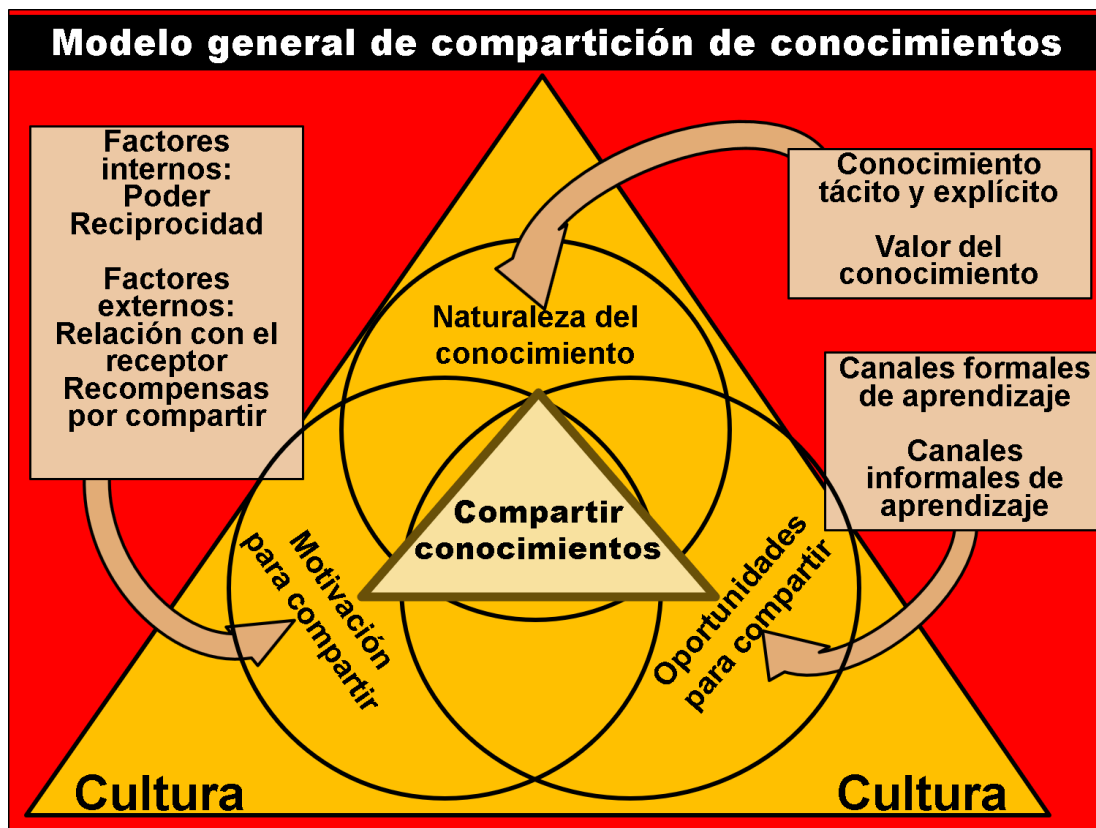 Modelo general de compartición de conocimientos
Factores
internos:
Poder
Reciprocidad
Factores
externos:
Relación con el
receptor
Recompensas
por compartir
Conocimiento
tácito y explícito
Valor del
conocimiento
Naturaleza del
conocimiento
Canales formales
de aprendizaje
Canales
informales de
aprendizaje
Compartir
conocimientos
Motivación
para compartir
Oportunidades
para compartir
Cultura
Cultura